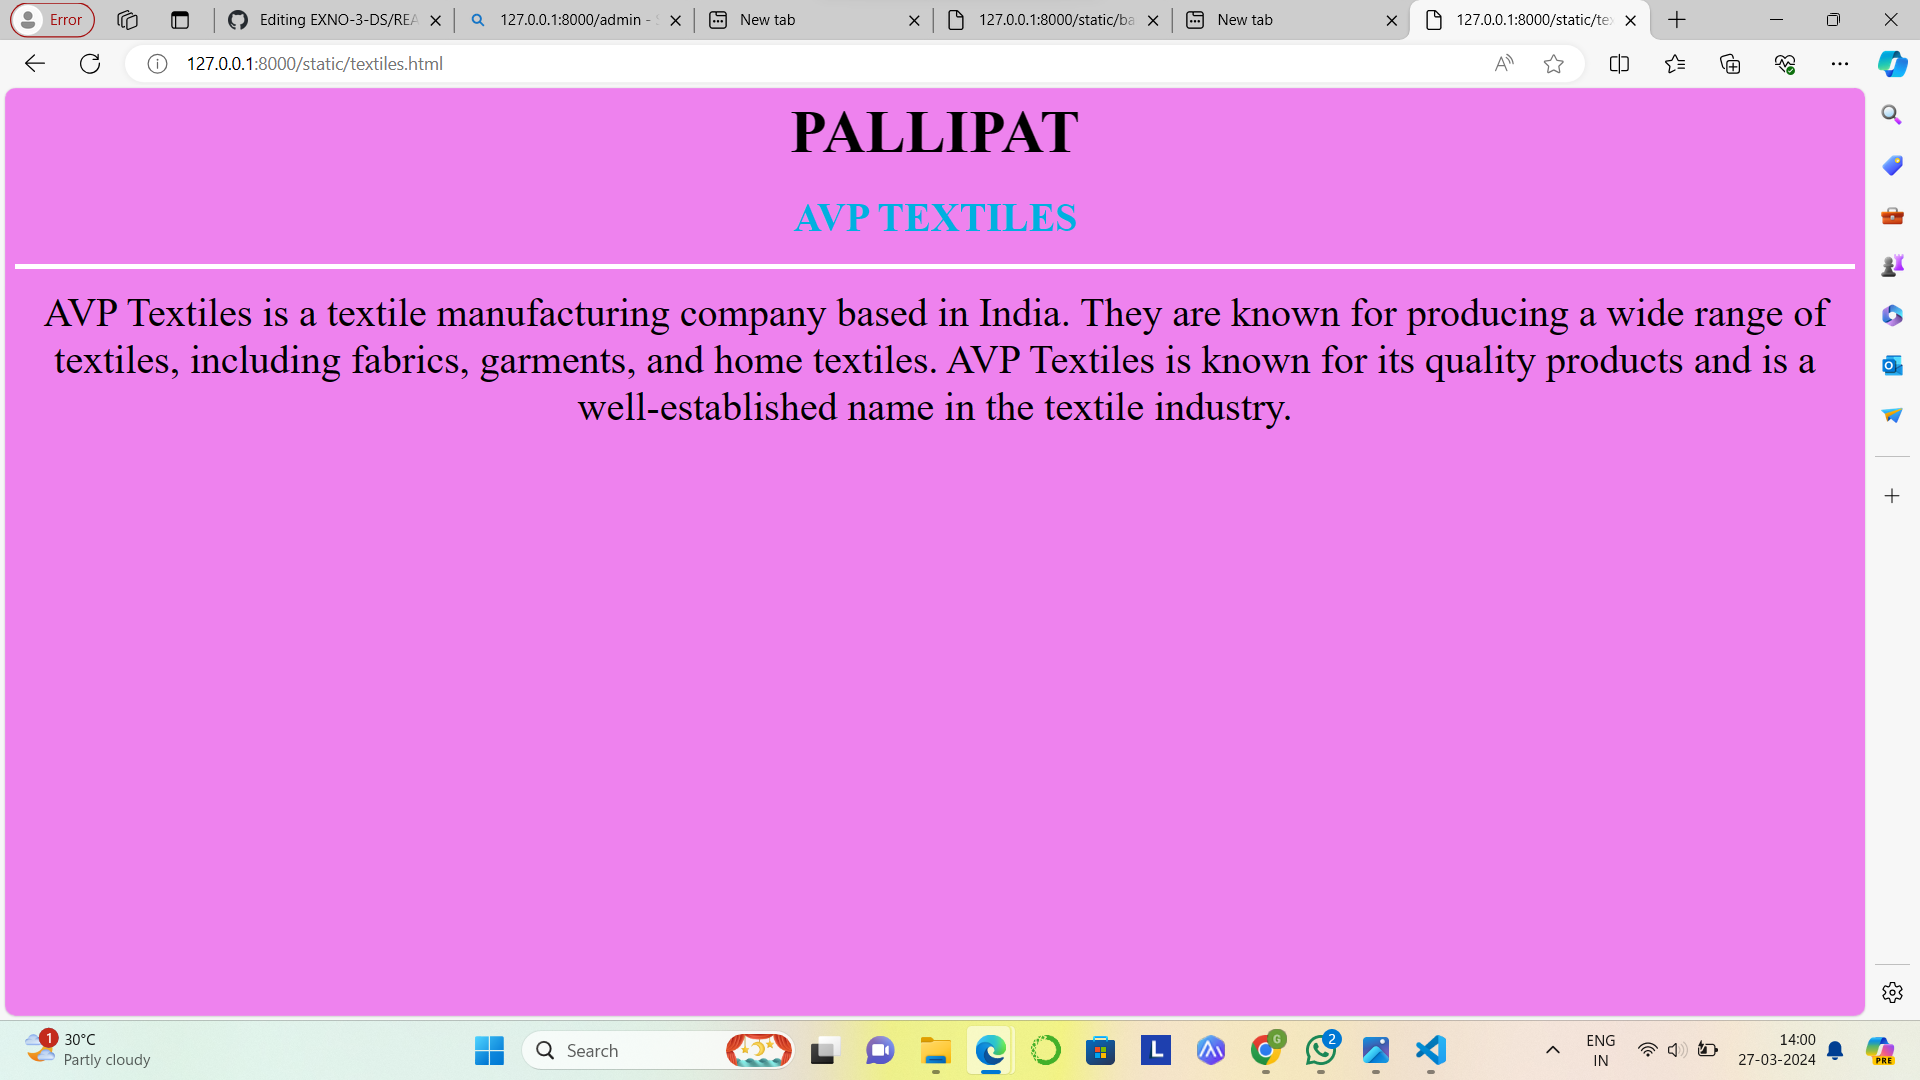 Error
Editing EXNO-3-DS/REA
127.0.0.1:8000/admin - S
New tab
127.0.0.1:8000/static/ba
New tab
127.0.0.1:8000/static/tex
127.0.0.1:8000/static/textiles.html
PALLIPAT
AVP TEXTILES
AVP Textiles is a textile manufacturing company based in India. They are known for producing a wide range of
textiles, including fabrics, garments, and home textiles. AVP Textiles is known for its quality products and is a
well-established name in the textile industry.
1
30°C
Partly cloudy
Search
L
G
2
ENG
IN
14:00
27-03-2024
PRE